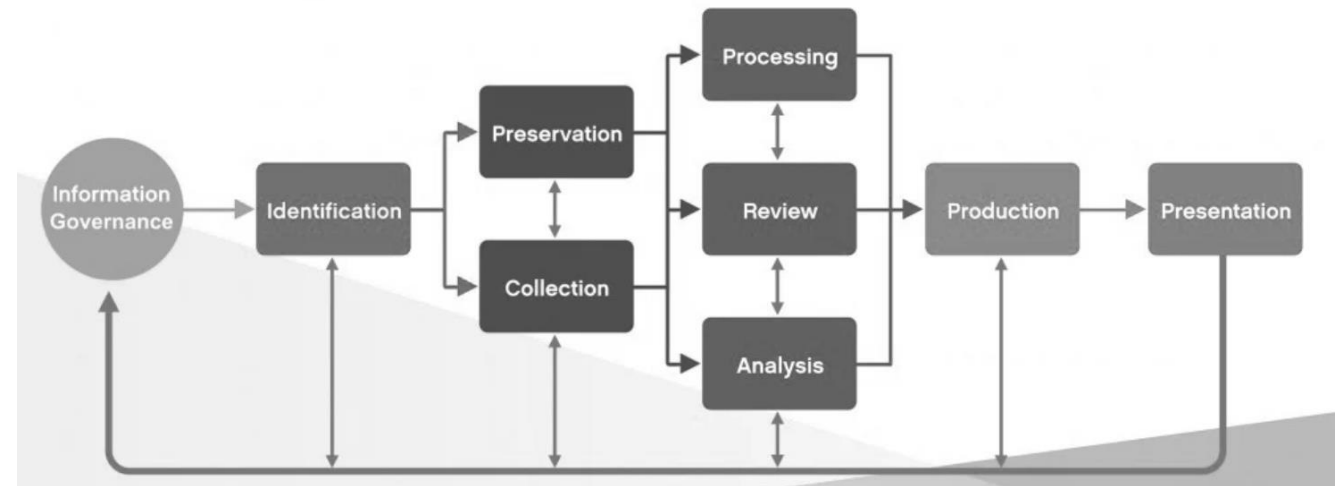 Information
Governance
Identification
Preservation
Collection
Processing
Review
Analysis
Production
Presentation